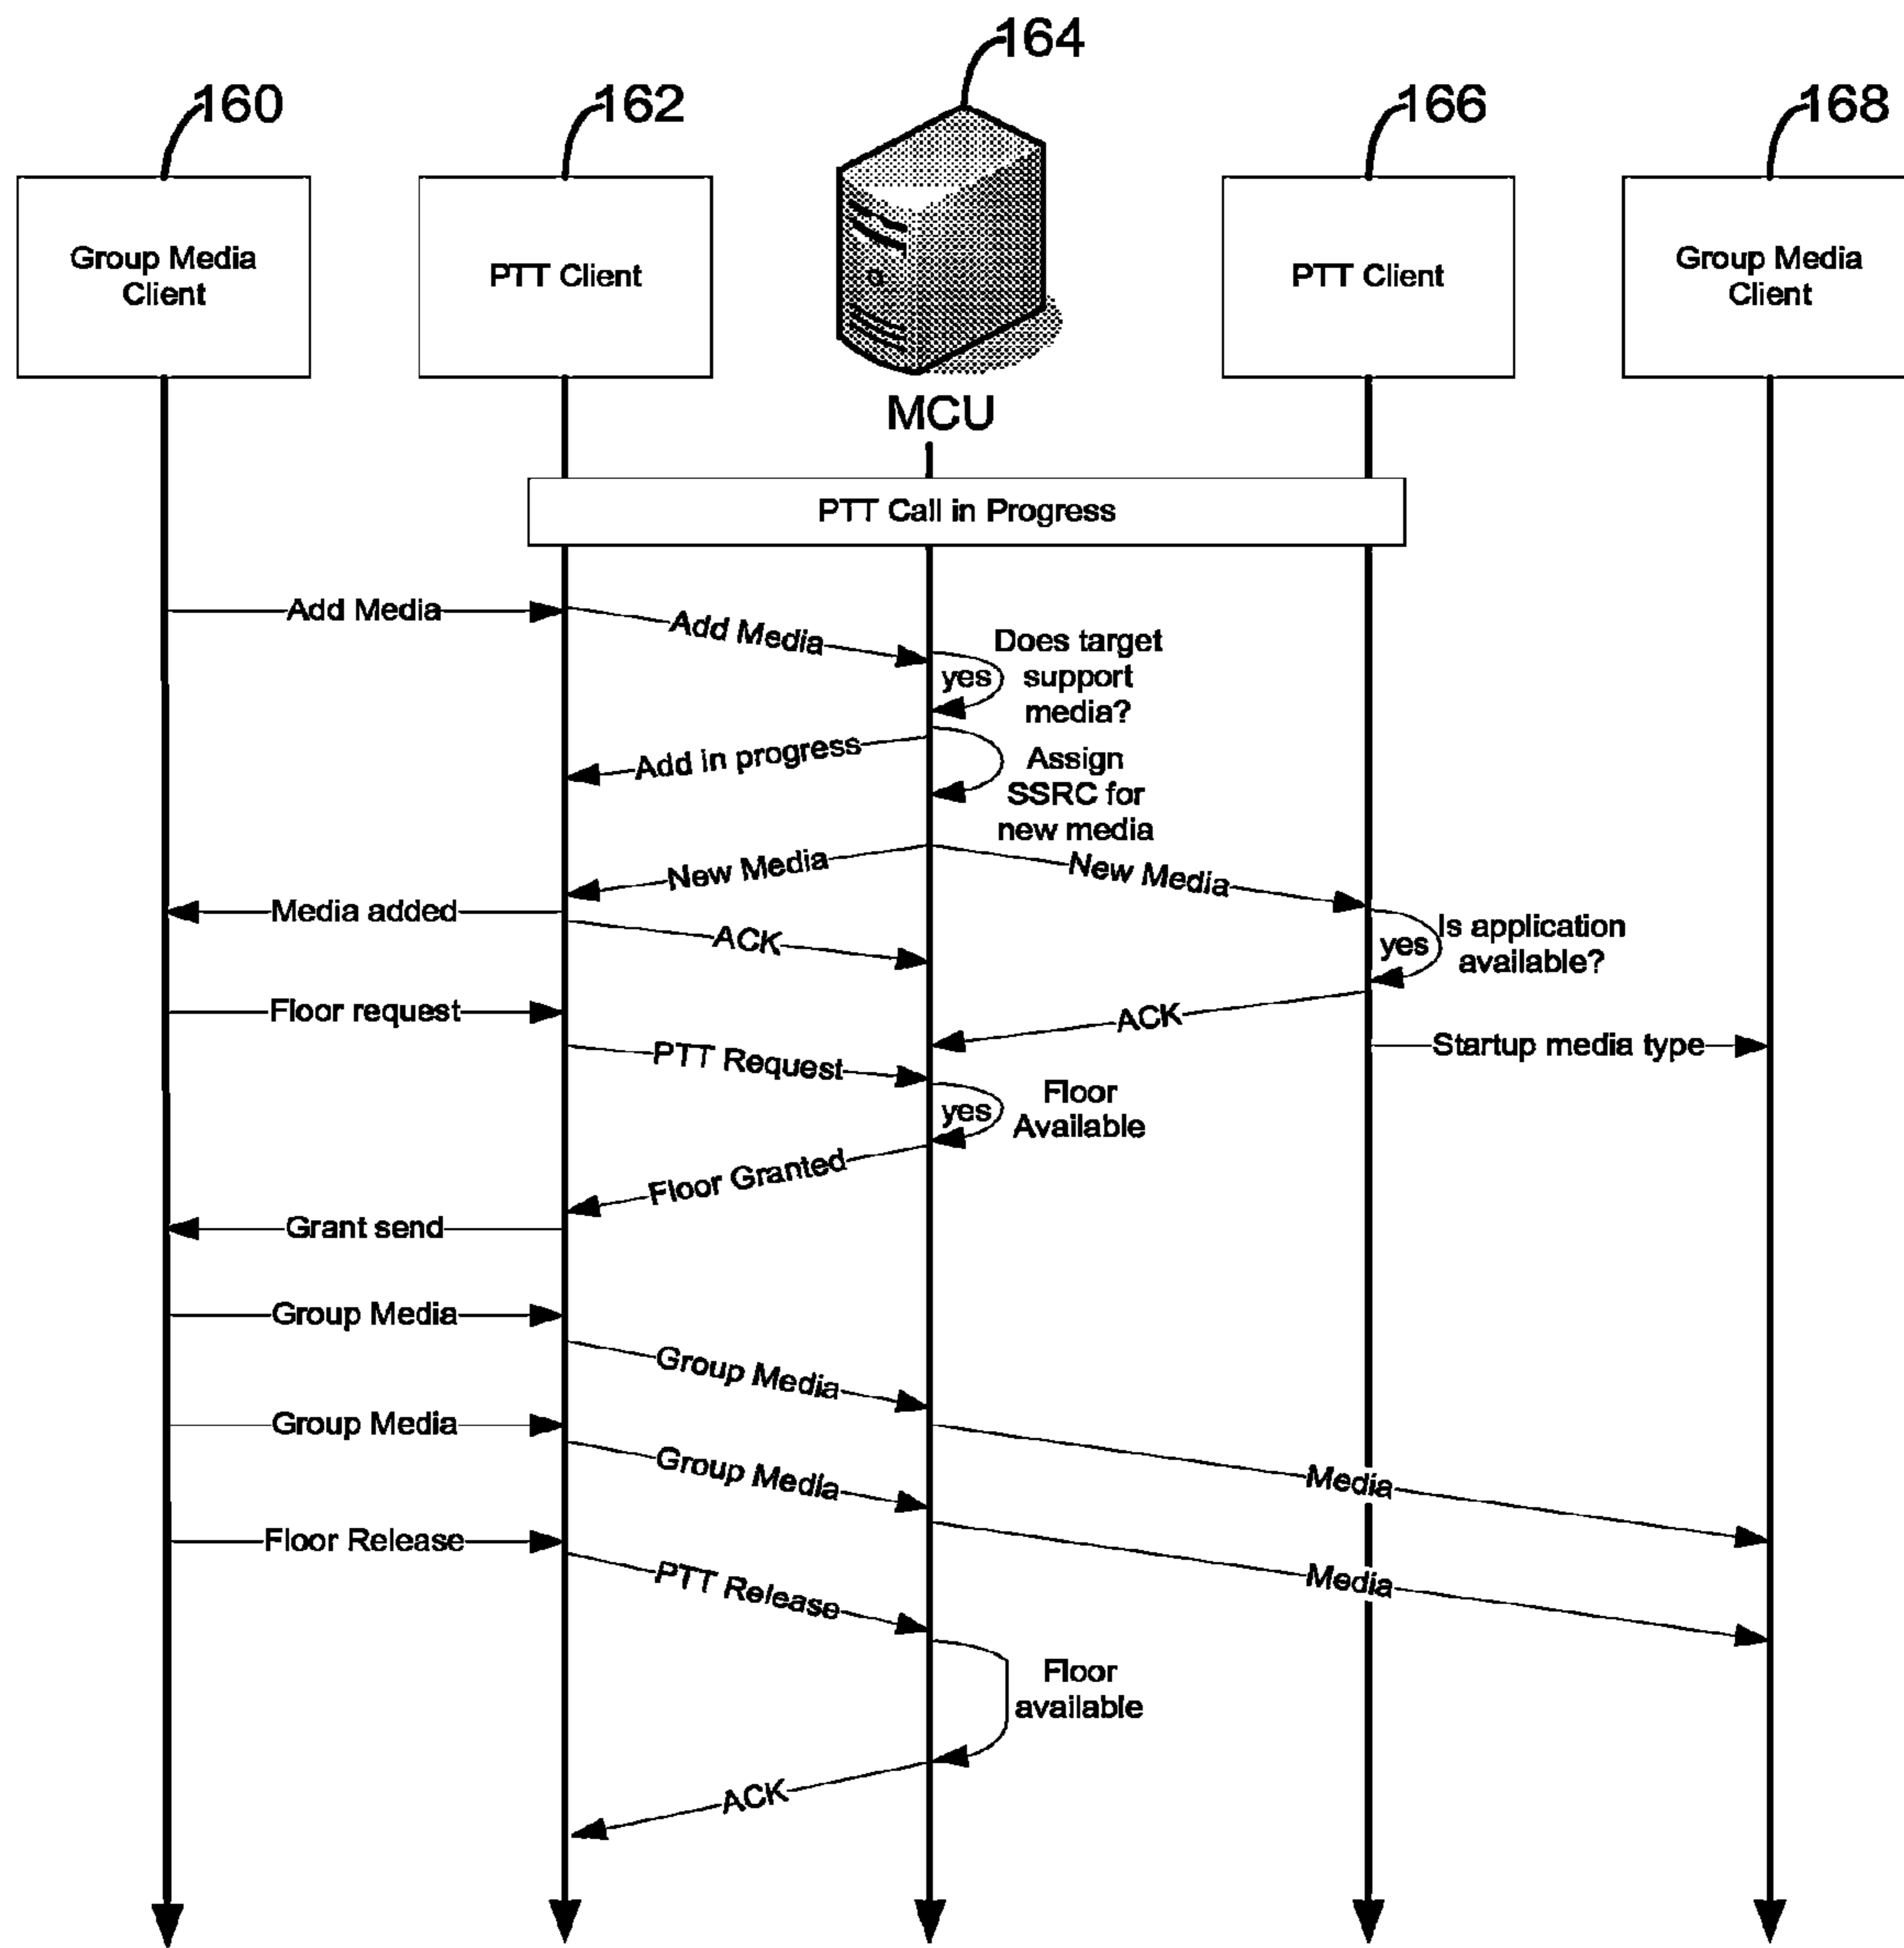 164
160
162
166
168
Group Media
Client
PTT Client
PTT Client
Group Media
Client
MCU
PTT Call in Progress
Add Media
Add Media
Does target
support
media?
yes
Add in progress
Assign
SSRC for
new media
New Media
New Media
Media added
ACK
Is application
available?
yes
Floor request
ACK
PTT Request
Startup media type
Floor
Available
yes
Floor Granted
Grant send
Group Media
Group Media
Group Media
Group Media
Media
Floor Release
PTT Release
Media
Floor
available
ACK